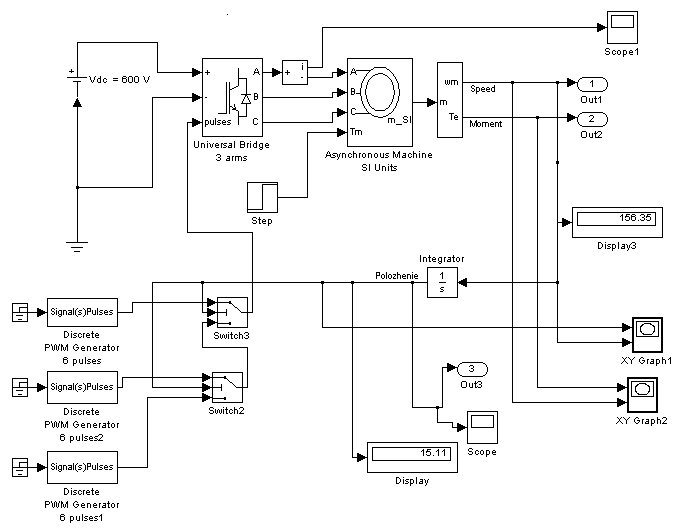 Scope1
+
Vdc = 600 V
+
-
pulses
A
B
C
Universal Bridge
3 arms
+
i
-
A
B
C
Tm
m_SI
Asynchronous Machine
SI Units
m
wm
Te
Speed
Moment
1
Out1
2
Out2
Step
156.35
Display3
Integrator
1
s
Polozhenie
Signal(s)Pulses
Discrete
PWM Generator
6 pulses
Switch3
XY Graph1
Signal(s)Pulses
Discrete
PWM Generator
6 pulses2
Switch2
3
Out3
Scope
XY Graph2
Signal(s)Pulses
Discrete
PWM Generator
6 pulses1
15.11
Display